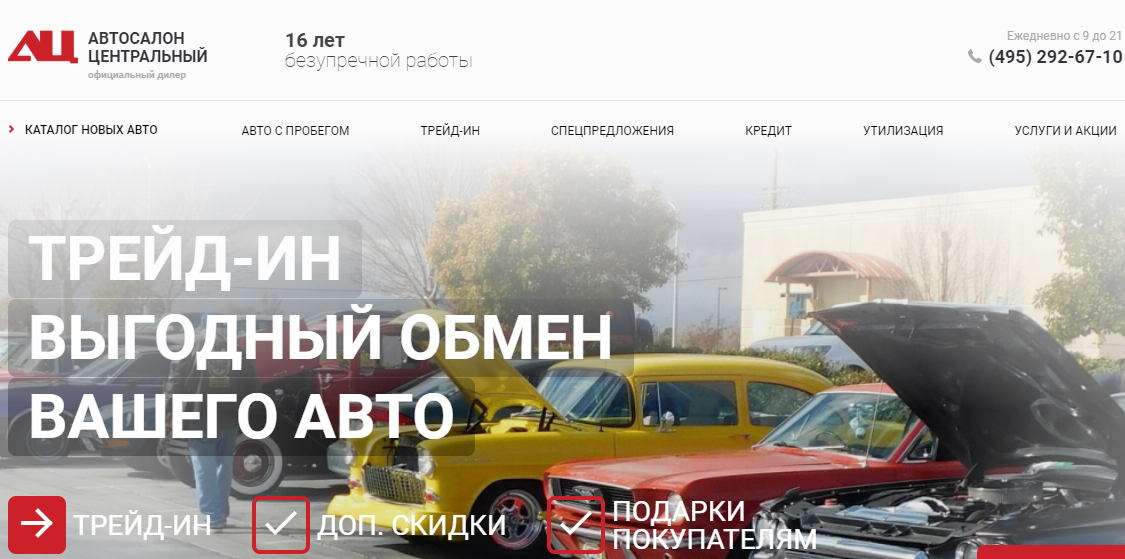 АЦ
АВТОСАЛОН
ЦЕНТРАЛЬНЫЙ
официальный дилер
16 лет
безупречной работы
Ежедневно с 9 до 21
(495) 292-67-10
КАТАЛОГ НОВЫХ АВТО
АВТО С ПРОБЕГОМ
ТРЕЙД-ИН
СПЕЦПРЕДЛОЖЕНИЯ
КРЕДИТ
УТИЛИЗАЦИЯ
УСЛУГИ И АКЦИИ
ТРЕЙД-ИН
ВЫГОДНЫЙ ОБМЕН
ВАШЕГО АВТО
ТРЕЙД-ИН
ДОП. СКИДКИ
ПОДАРКИ
ПОКУПАТЕЛЯМ